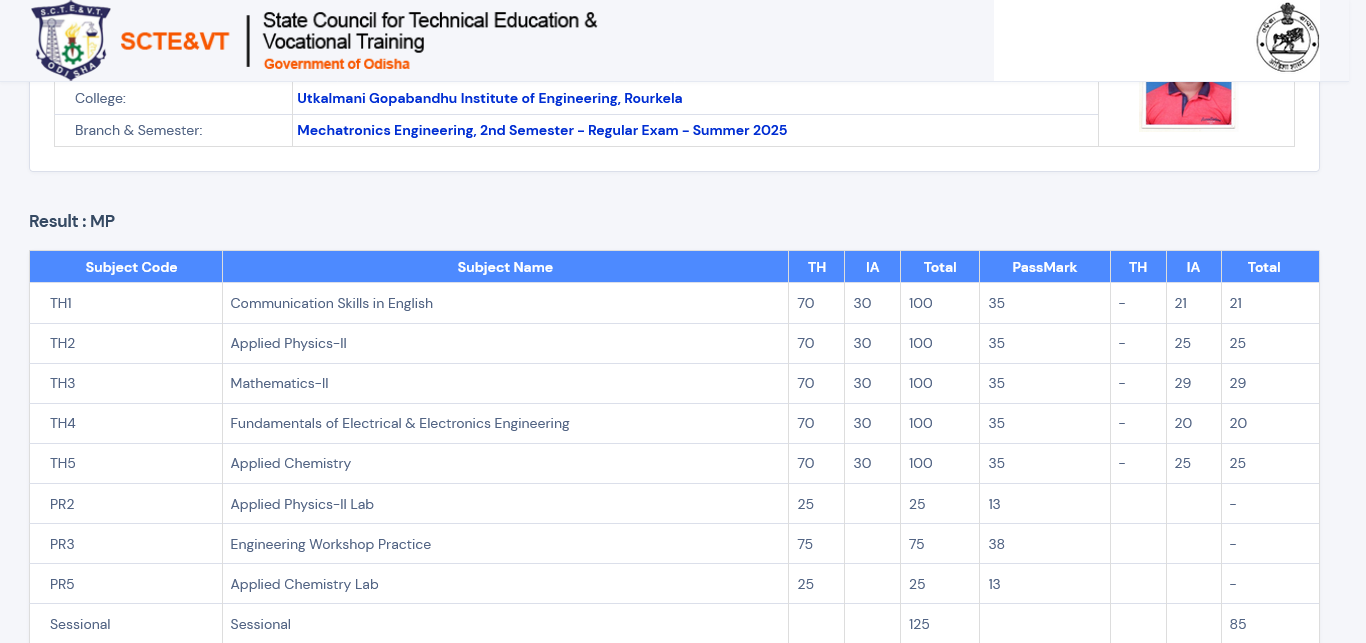 S.C.T.E.& V.T.
ODISHA
SCTE&VT
State Council for Technical Education &
Vocational Training
Government of Odisha
College: Utkalmani Gopabandhu Institute of Engineering, Rourkela
Branch & Semester: Mechatronics Engineering, 2nd Semester - Regular Exam - Summer 2025
Result : MP
Subject Code Subject Name TH IA Total PassMark TH IA Total
TH1 Communication Skills in English 70 30 100 35 - 21 21
TH2 Applied Physics-II 70 30 100 35 - 25 25
TH3 Mathematics-II 70 30 100 35 - 29 29
TH4 Fundamentals of Electrical & Electronics Engineering 70 30 100 35 - 20 20
TH5 Applied Chemistry 70 30 100 35 - 25 25
PR2 Applied Physics-II Lab 25 25 13 -
PR3 Engineering Workshop Practice 75 75 38 -
PR5 Applied Chemistry Lab 25 25 13 -
Sessional Sessional 125 85